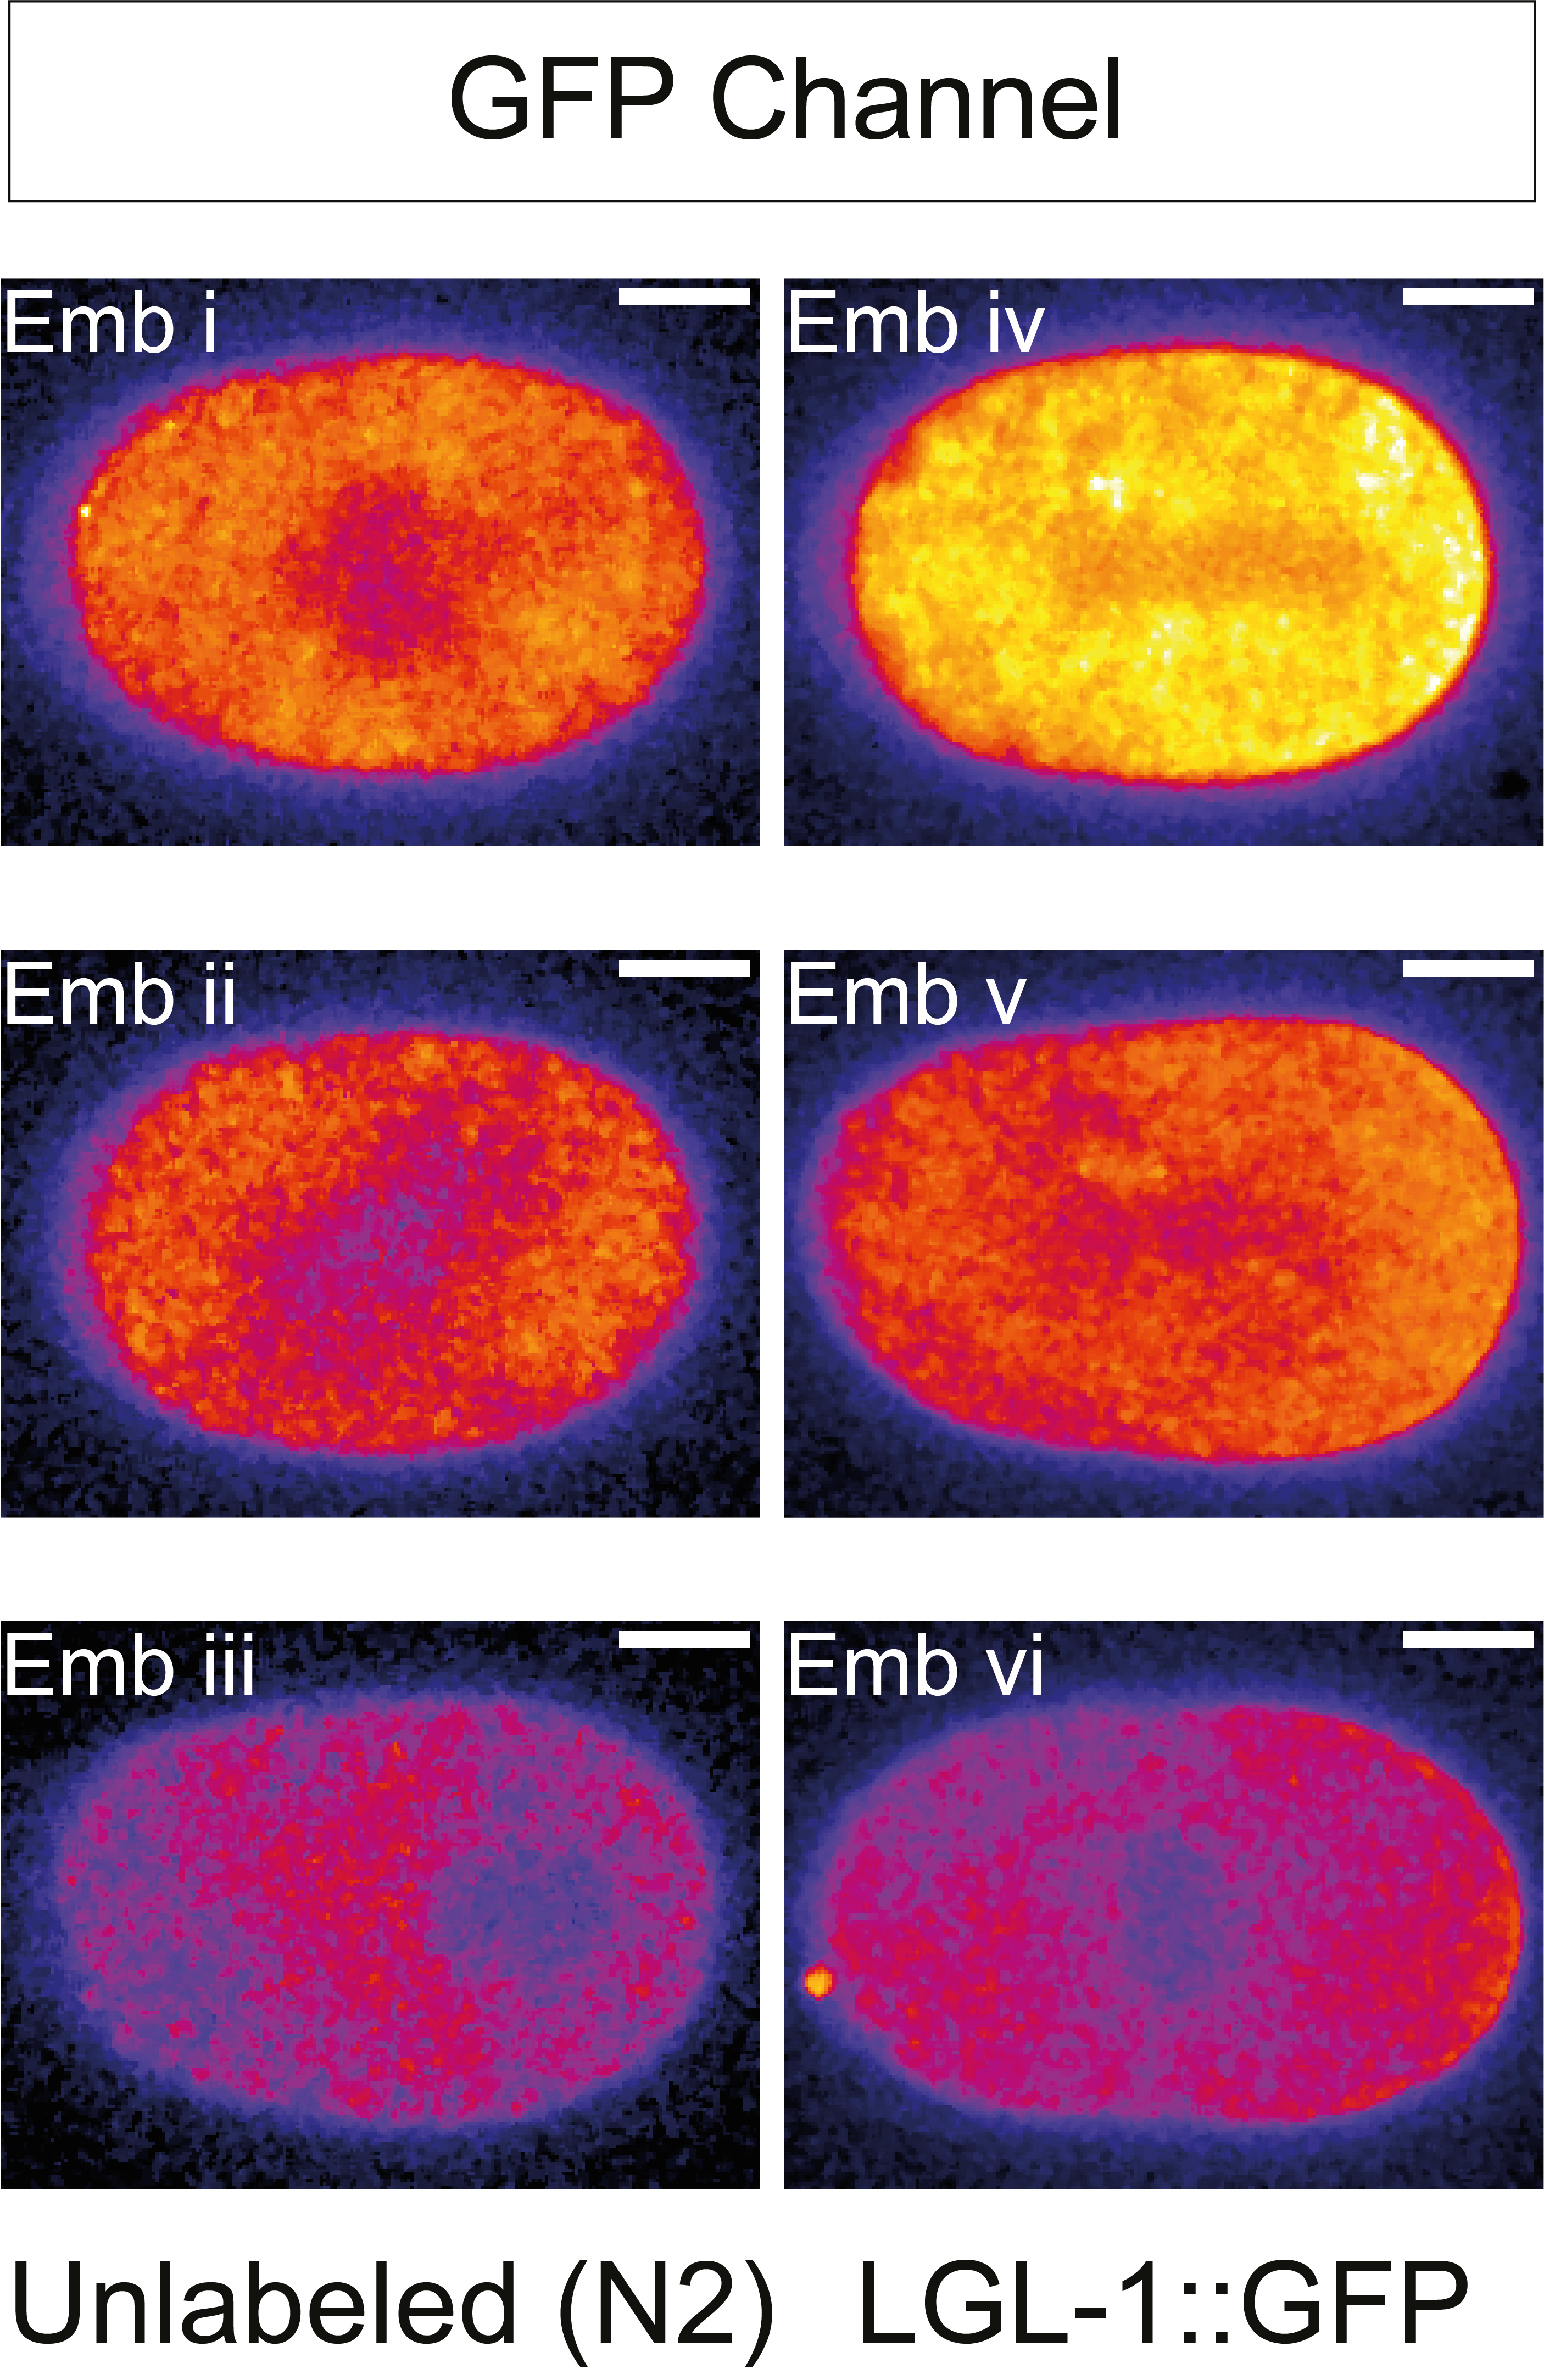 GFP Channel
Emb i
Emb iv
Emb ii
Emb v
Emb iii
Emb vi
Unlabeled (N2)
LGL-1::GFP